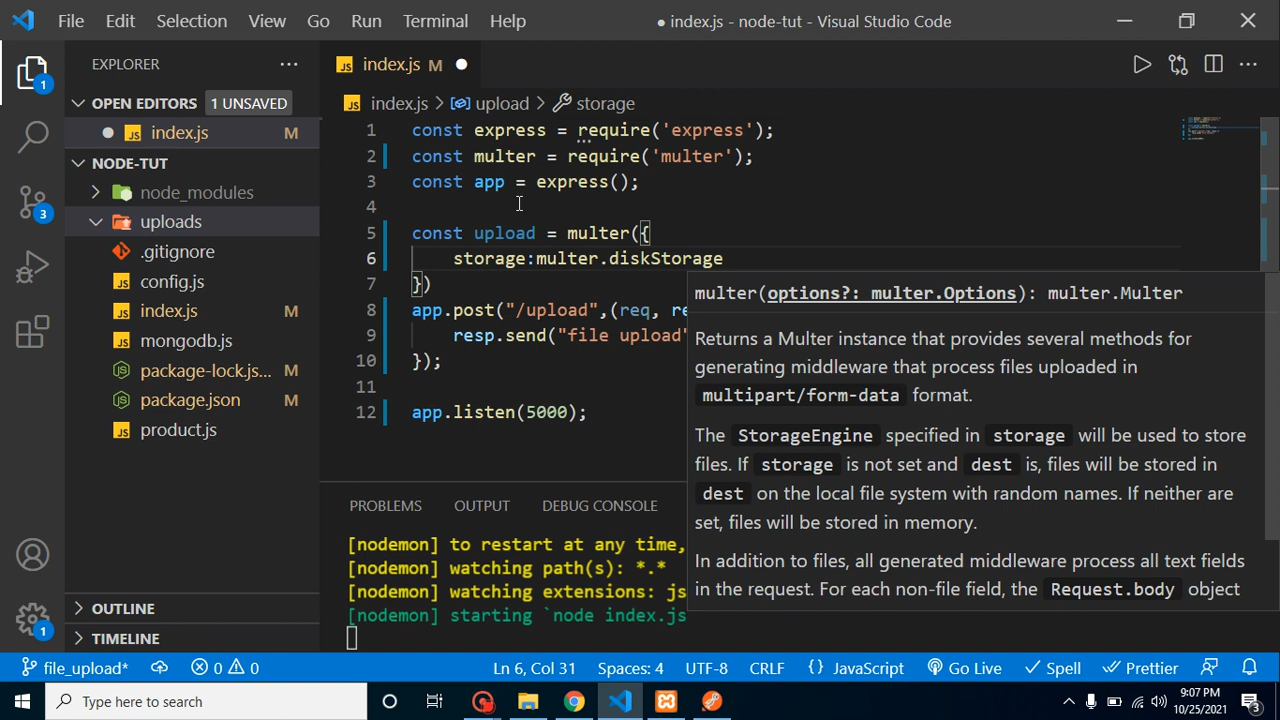 File Edit Selection View Go Run Terminal Help
● index.js - node-tut - Visual Studio Code
EXPLORER
OPEN EDITORS 1 UNSAVED
index.js M
NODE-TUT
node_modules
uploads
.gitignore
config.js
index.js M
mongodb.js
package-lock.js... M
package.json M
product.js
OUTLINE
TIMELINE
1
3
1
index.js M
index.js > upload > storage
1 const express = require('express');
2 const multer = require('multer');
3 const app = express();
4
5 const upload = multer({
6 storage:multer.diskStorage
7 })
8 app.post("/upload",(req, re
9 resp.send("file upload"
10 });
11
12 app.listen(5000);
multer(options?: multer.Options): multer.Multer
Returns a Multer instance that provides several methods for
generating middleware that process files uploaded in
multipart/form-data format.
The StorageEngine specified in storage will be used to store
files. If storage is not set and dest is, files will be stored in
dest on the local file system with random names. If neither are
set, files will be stored in memory.
In addition to files, all generated middleware process all text fields
in the request. For each non-file field, the Request.body object
PROBLEMS OUTPUT DEBUG CONSOLE
[nodemon] to restart at any time,
[nodemon] watching path(s): *.*
[nodemon] watching extensions: js
[nodemon] starting `node index.js
file_upload* 0 0 Ln 6, Col 31 Spaces: 4 UTF-8 CRLF {} JavaScript Go Live Spell Prettier
Type here to search
9:07 PM
10/25/2021
3